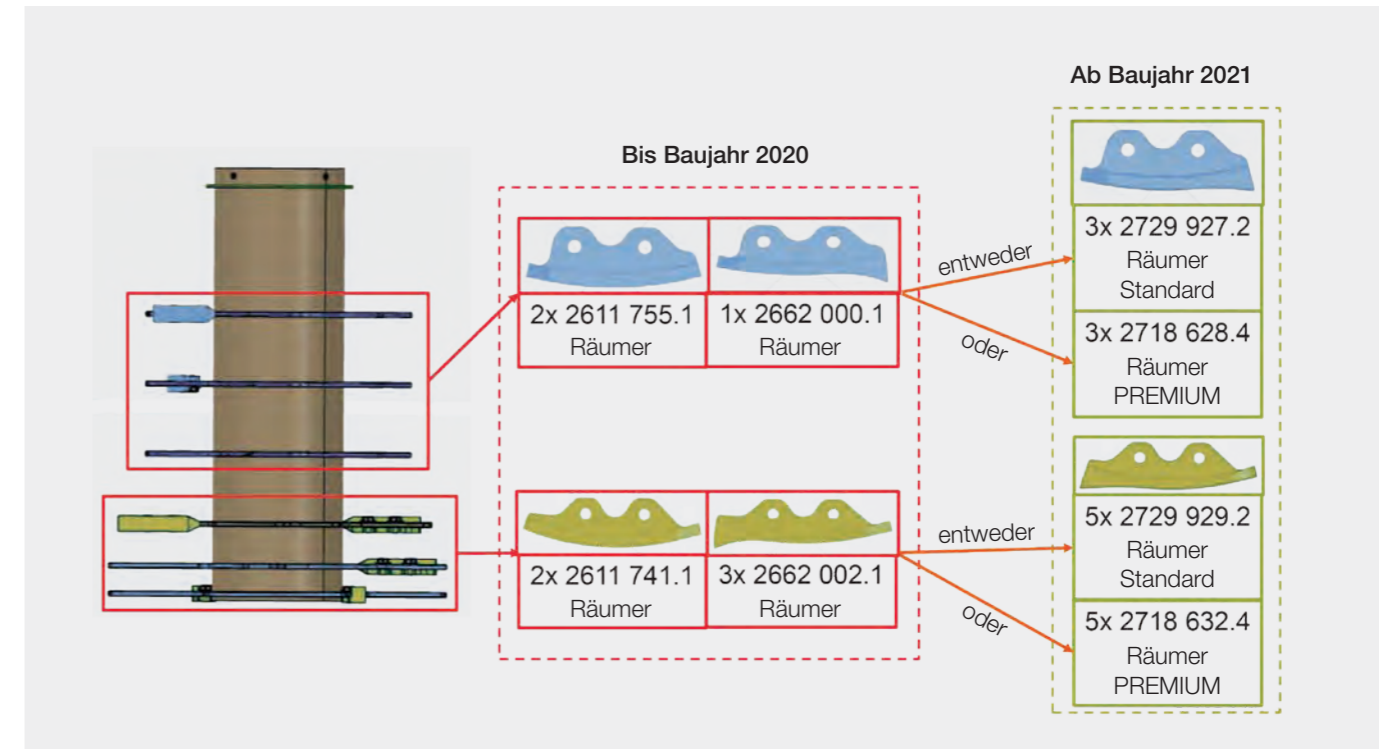 Ab Baujahr 2021
Bis Baujahr 2020
2x 2611 755.1
Räumer
1x 2662 000.1
Räumer
entweder
oder
3x 2729 927.2
Räumer
Standard
3x 2718 628.4
Räumer
PREMIUM
2x 2611 741.1
Räumer
3x 2662 002.1
Räumer
entweder
oder
5x 2729 929.2
Räumer
Standard
5x 2718 632.4
Räumer
PREMIUM